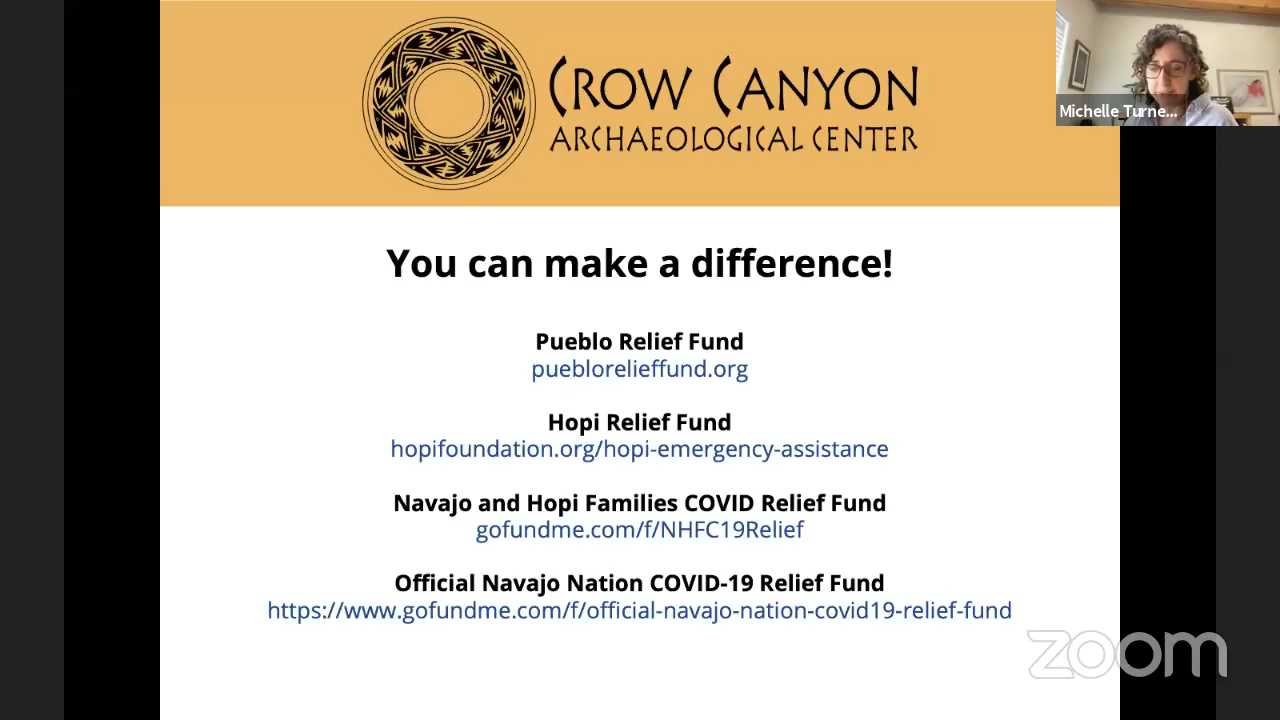 CROW CANYON
ARCHAEOLOGICAL CENTER
Michelle Turne...
You can make a difference!
Pueblo Relief Fund
pueblorelieffund.org
Hopi Relief Fund
hopifoundation.org/hopi-emergency-assistance
Navajo and Hopi Families COVID Relief Fund
gofundme.com/f/NHFC19Relief
Official Navajo Nation COVID-19 Relief Fund
https://www.gofundme.com/f/official-navajo-nation-covid19-relief-fund
zoom